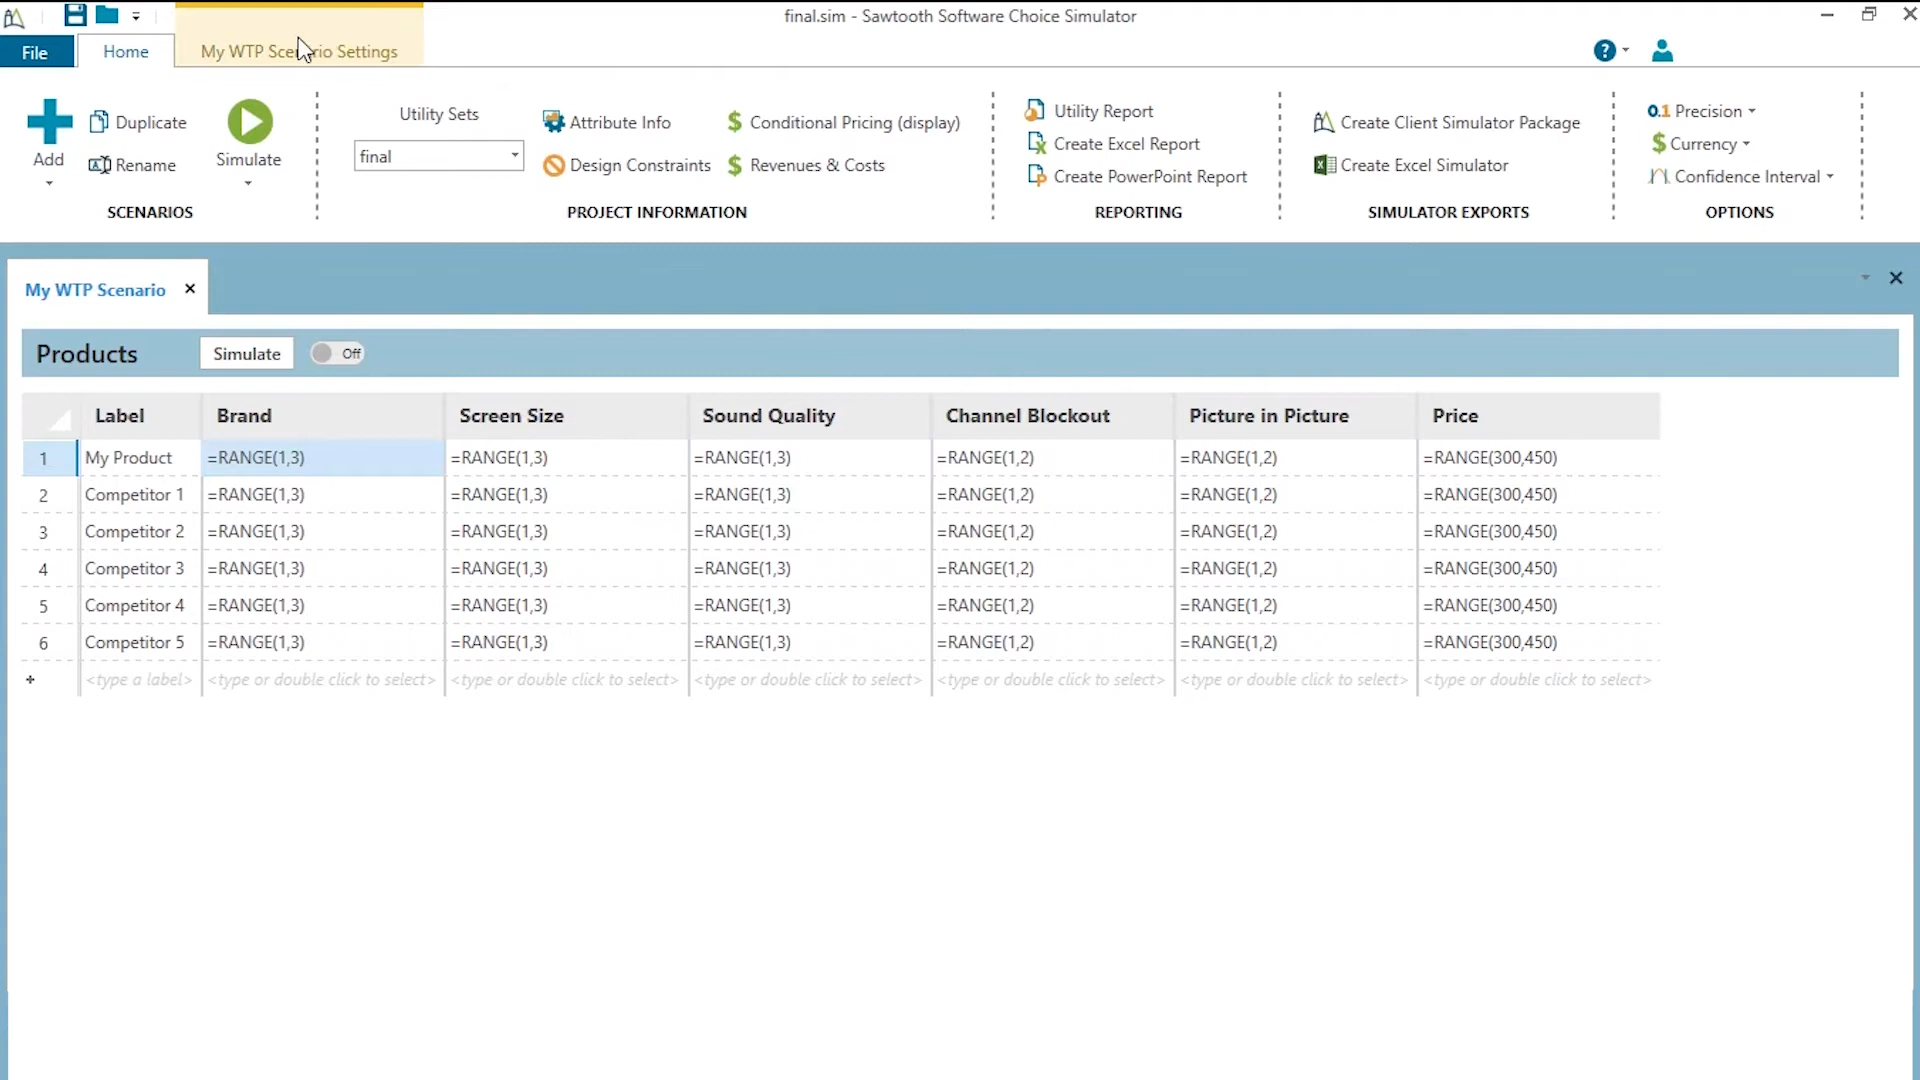 final.sim - Sawtooth Software Choice Simulator
File
Home
My WTP Scenario Settings
Add
Duplicate
Rename
Simulate
SCENARIOS
Utility Sets
final
Attribute Info
Design Constraints
Conditional Pricing (display)
Revenues & Costs
PROJECT INFORMATION
Utility Report
Create Excel Report
Create PowerPoint Report
REPORTING
Create Client Simulator Package
Create Excel Simulator
SIMULATOR EXPORTS
0.1 Precision
$ Currency
Confidence Interval
OPTIONS
My WTP Scenario
Products Simulate Off
Label Brand Screen Size Sound Quality Channel Blockout Picture in Picture Price
1 My Product =RANGE(1,3) =RANGE(1,3) =RANGE(1,3) =RANGE(1,2) =RANGE(1,2) =RANGE(300,450)
2 Competitor 1 =RANGE(1,3) =RANGE(1,3) =RANGE(1,3) =RANGE(1,2) =RANGE(1,2) =RANGE(300,450)
3 Competitor 2 =RANGE(1,3) =RANGE(1,3) =RANGE(1,3) =RANGE(1,2) =RANGE(1,2) =RANGE(300,450)
4 Competitor 3 =RANGE(1,3) =RANGE(1,3) =RANGE(1,3) =RANGE(1,2) =RANGE(1,2) =RANGE(300,450)
5 Competitor 4 =RANGE(1,3) =RANGE(1,3) =RANGE(1,3) =RANGE(1,2) =RANGE(1,2) =RANGE(300,450)
6 Competitor 5 =RANGE(1,3) =RANGE(1,3) =RANGE(1,3) =RANGE(1,2) =RANGE(1,2) =RANGE(300,450)
+ <type a label> <type or double click to select> <type or double click to select> <type or double click to select> <type or double click to select> <type or double click to select> <type or double click to select>